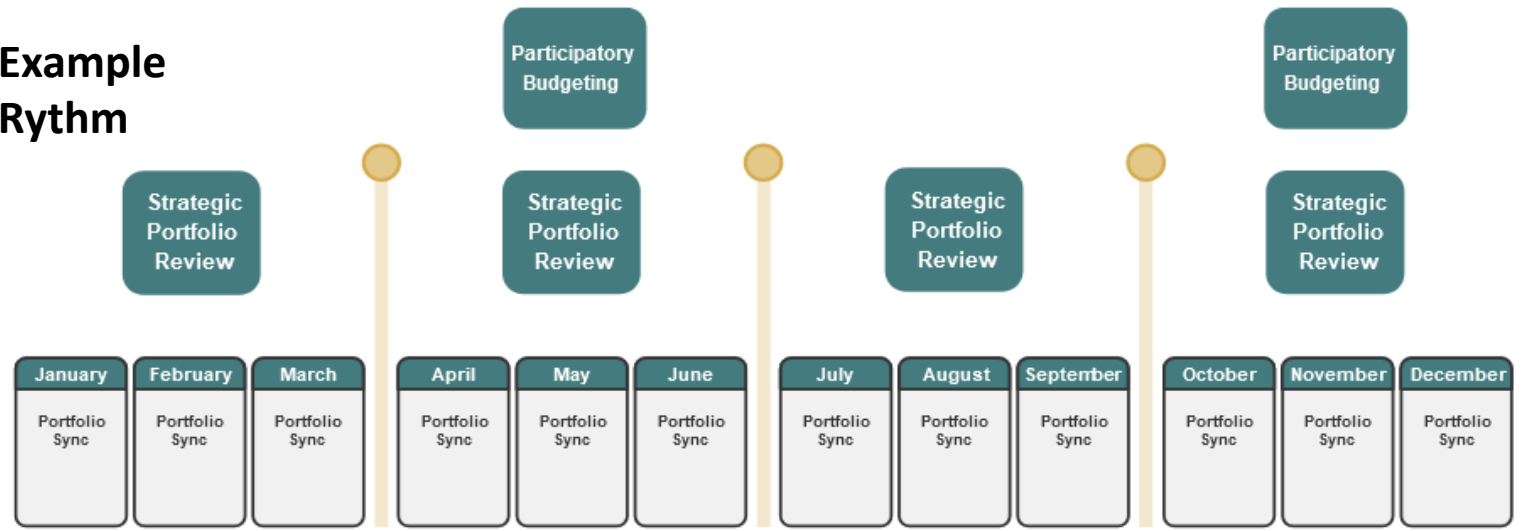 Example
Rythm
Participatory
Budgeting
Participatory
Budgeting
Strategic
Portfolio
Review
Strategic
Portfolio
Review
Strategic
Portfolio
Review
Strategic
Portfolio
Review
January
Portfolio
Sync
February
Portfolio
Sync
March
Portfolio
Sync
April
Portfolio
Sync
May
Portfolio
Sync
June
Portfolio
Sync
July
Portfolio
Sync
August
Portfolio
Sync
September
Portfolio
Sync
October
Portfolio
Sync
November
Portfolio
Sync
December
Portfolio
Sync